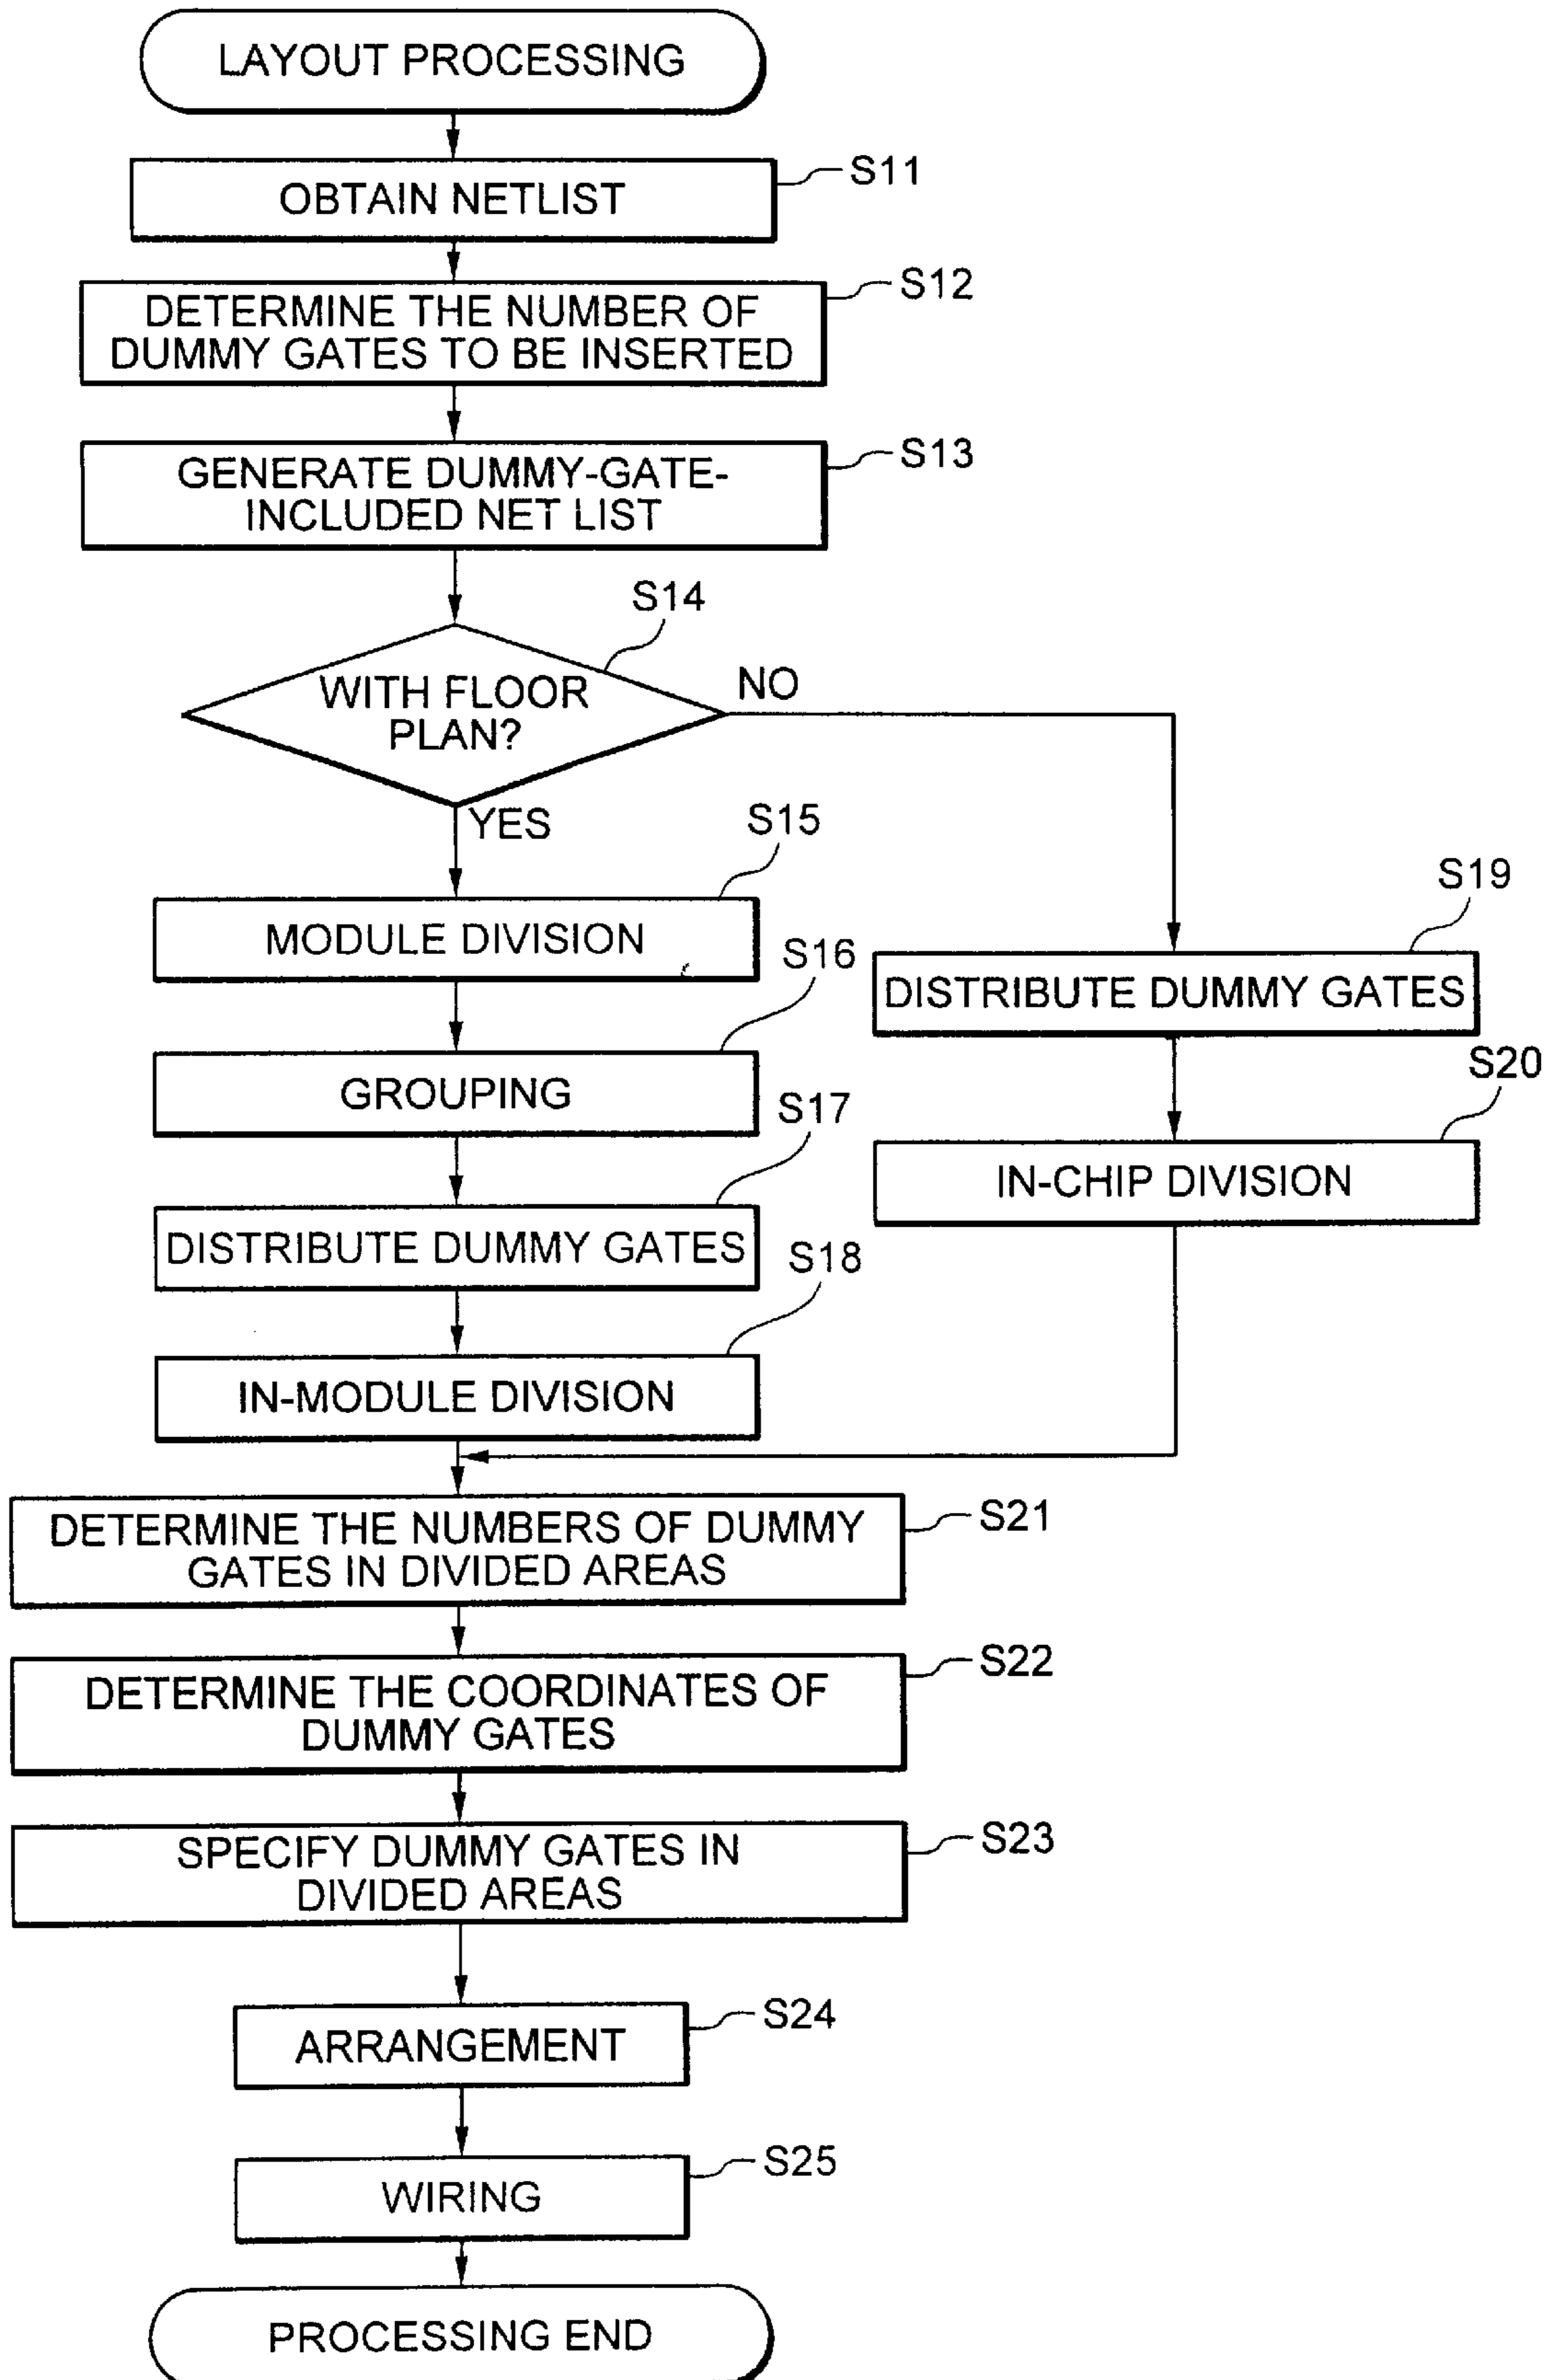 LAYOUT PROCESSING
S11
OBTAIN NETLIST
S12
DETERMINE THE NUMBER OF
DUMMY GATES TO BE INSERTED
S13
GENERATE DUMMY-GATE-
INCLUDED NET LIST
S14
WITH FLOOR
PLAN?
NO
YES
S15
MODULE DIVISION
S16
GROUPING
S17
DISTRIBUTE DUMMY GATES
S18
IN-MODULE DIVISION
S19
DISTRIBUTE DUMMY GATES
S20
IN-CHIP DIVISION
S21
DETERMINE THE NUMBERS OF DUMMY
GATES IN DIVIDED AREAS
S22
DETERMINE THE COORDINATES OF
DUMMY GATES
S23
SPECIFY DUMMY GATES IN
DIVIDED AREAS
S24
ARRANGEMENT
S25
WIRING
PROCESSING END